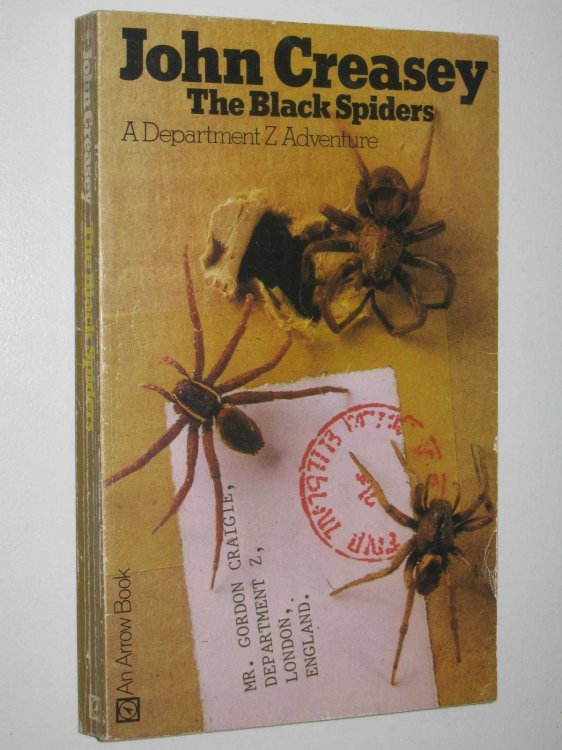 John Creasey
The Black Spiders
A Department Z Adventure
MR. GORDON CRAIGIE,
DEPARTMENT Z,
LONDON,
ENGLAND.
An Arrow Book
John Creasey The Black Spiders